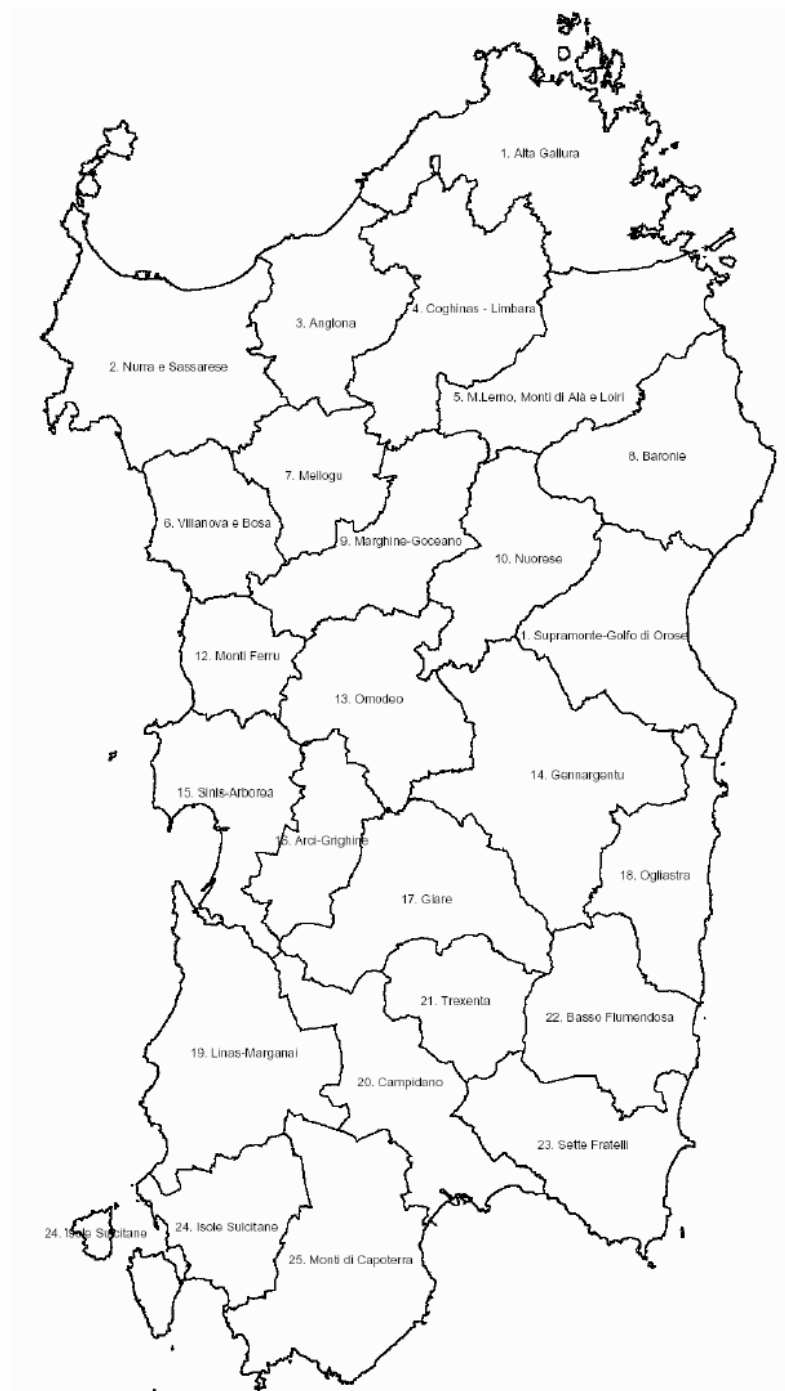 1. Alta Gallura
3. Anglona
4. Coghinas - Limbara
2. Nurra e Sassarese
5. M.Lerno, Monti di Alà e Loiri
8. Baronie
7. Meilogu
6. Villanova e Bosa
9. Marghine-Goceano
10. Nuorese
1. Supramonte-Golfo di Orose
12. Monti Ferru
13. Omodeo
14. Gennargentu
15. Sinis-Arborea
16. Arci-Grighine
18. Ogliastra
17. Giare
21. Trexenta
22. Basso Flumendosa
19. Linas-Marganai
20. Campidano
23. Sette Fratelli
24. Isole Sulcitane
24. Isole Sulcitane
25. Monti di Capoterra